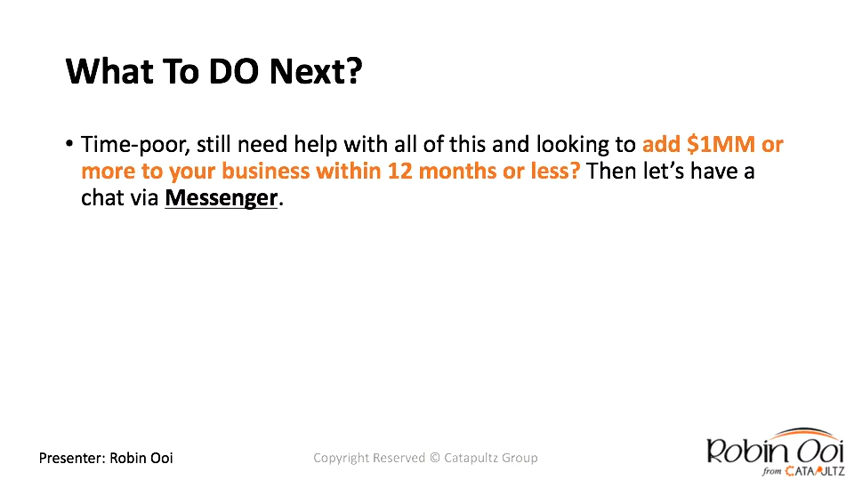 What To DO Next?
• Time-poor, still need help with all of this and looking to add $1MM or
more to your business within 12 months or less? Then let’s have a
chat via Messenger.
Presenter: Robin Ooi
Copyright Reserved © Catapultz Group
Robin Ooi
from CATAPULTZ